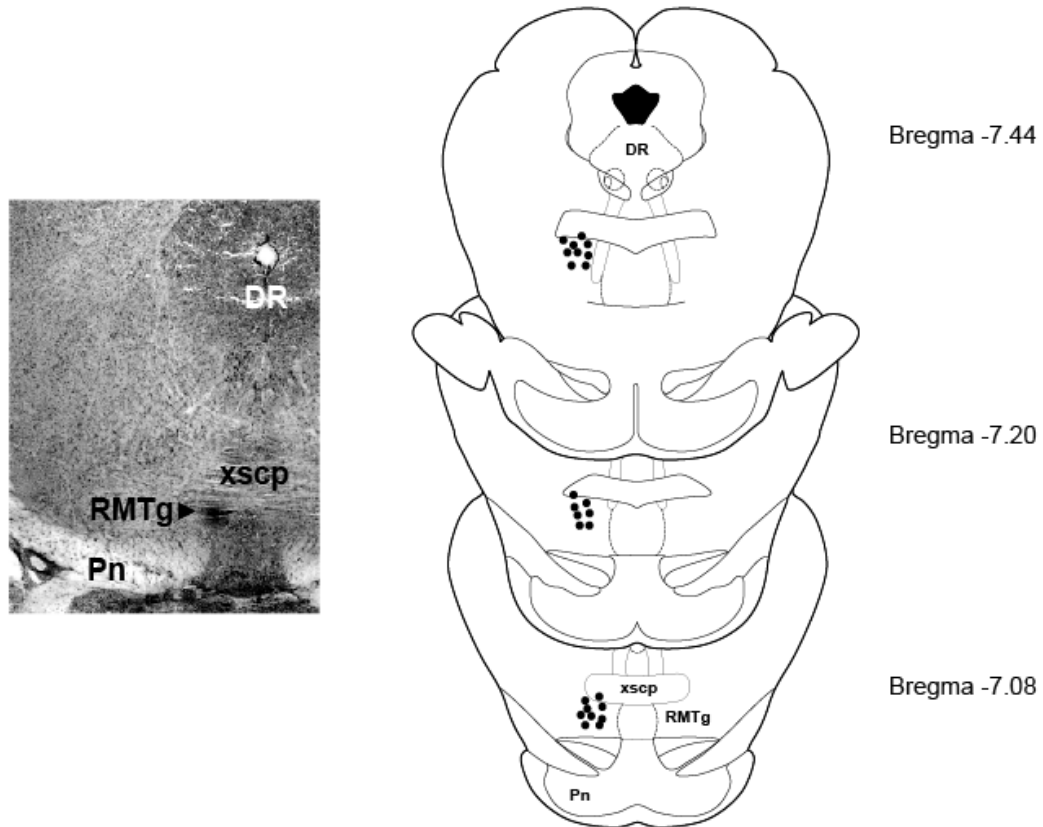 DR
xscp
RMTg
Pn
DR
Bregma -7.44
Bregma -7.20
xscp
RMTg
Pn
Bregma -7.08